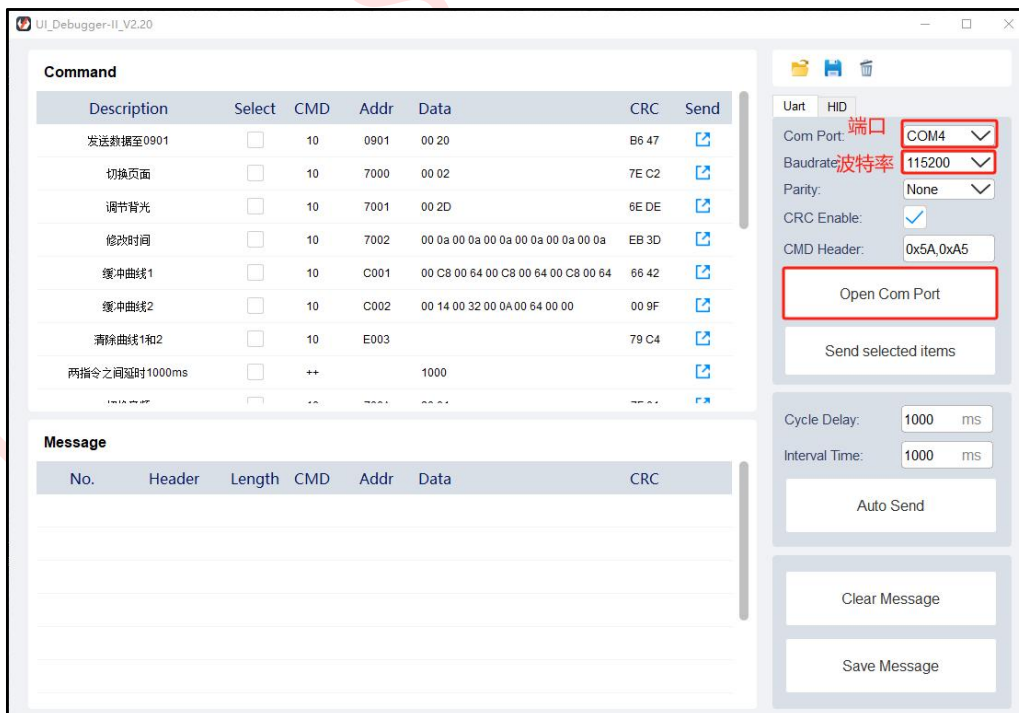 UI_Debugger-II_V2.20
Command
Description Select CMD Addr Data CRC Send
发送数据至0901 10 0901 00 20 B6 47
切换页面 10 7000 00 02 7E C2
调节背光 10 7001 00 2D 6E DE
修改时间 10 7002 00 0a 00 0a 00 0a 00 0a 00 0a 00 0a EB 3D
缓冲曲线1 10 C001 00 C8 00 64 00 C8 00 64 00 C8 00 64 66 42
缓冲曲线2 10 C002 00 14 00 32 00 0A 00 64 00 00 00 9F
清除曲线1和2 10 E003 79 C4
两指令之间延时1000ms ++ 1000
Message
No. Header Length CMD Addr Data CRC
Uart HID
Com Port: 端口 COM4
Baudrate 波特率 115200
Parity: None
CRC Enable:
CMD Header: 0x5A,0xA5
Open Com Port
Send selected items
Cycle Delay: 1000 ms
Interval Time: 1000 ms
Auto Send
Clear Message
Save Message